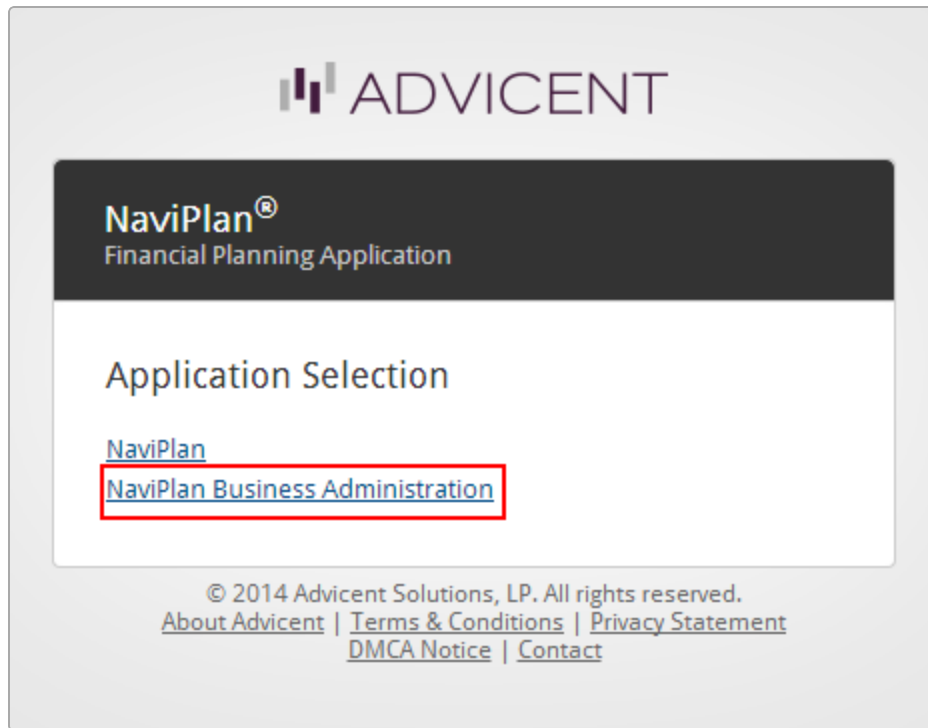 ADVICENT
NaviPlan®
Financial Planning Application
Application Selection
NaviPlan
NaviPlan Business Administration
© 2014 Advicent Solutions, LP. All rights reserved.
About Advicent | Terms & Conditions | Privacy Statement
DMCA Notice | Contact